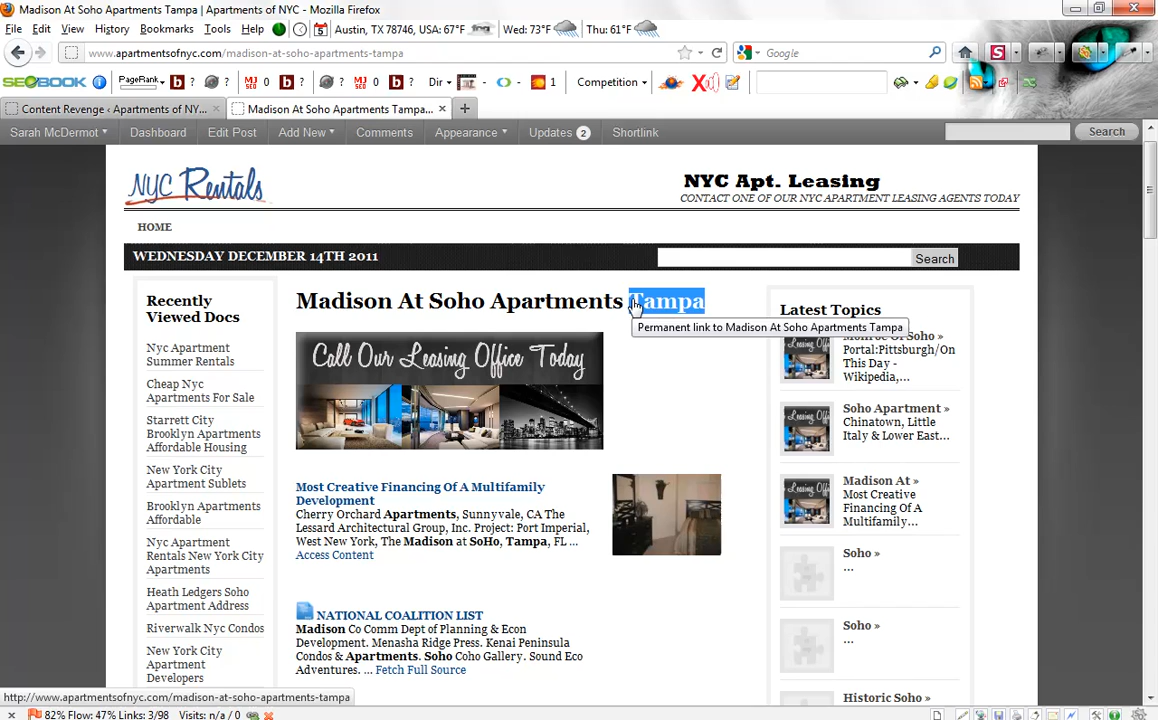 Madison At Soho Apartments Tampa | Apartments of NYC - Mozilla Firefox
File Edit View History Bookmarks Tools Help Austin, TX 78746, USA: 67°F Wed: 73°F Thu: 61°F
www.apartmentsofnyc.com/madison-at-soho-apartments-tampa Google
SEOBOOK PageRank ? ? MJ SEO 0 MJ SEO 0 ? MJ SEO 0 Dir - - 1 Competition
Content Revenge ‹ Apartments of NY... Madison At Soho Apartments Tampa...
Sarah McDermot Dashboard Edit Post Add New Comments Appearance Updates 2 Shortlink Search
NYC Rentals
NYC Apt. Leasing
CONTACT ONE OF OUR NYC APARTMENT LEASING AGENTS TODAY
HOME
WEDNESDAY DECEMBER 14TH 2011 Search
Recently
Viewed Docs
Nyc Apartment
Summer Rentals
Cheap Nyc
Apartments For Sale
Starrett City
Brooklyn Apartments
Affordable Housing
New York City
Apartment Sublets
Brooklyn Apartments
Affordable
Nyc Apartment
Rentals New York City
Apartments
Heath Ledgers Soho
Apartment Address
Riverwalk Nyc Condos
New York City
Apartment
Developers
Madison At Soho Apartments Tampa
Permanent link to Madison At Soho Apartments Tampa
Call Our Leasing Office Today
Most Creative Financing Of A Multifamily
Development
Cherry Orchard Apartments, Sunnyvale, CA The
Lessard Architectural Group, Inc. Project: Port Imperial,
West New York, The Madison at SoHo, Tampa, FL ...
Access Content
NATIONAL COALITION LIST
Madison Co Comm Dept of Planning & Econ
Development. Menasha Ridge Press. Kenai Peninsula
Condos & Apartments. Soho Coho Gallery. Sound Eco
Adventures. ... Fetch Full Source
Latest Topics
Monroe Of Soho »
Portal:Pittsburgh/On
This Day -
Wikipedia,...
Soho Apartment »
Chinatown, Little
Italy & Lower East...
Madison At »
Most Creative
Financing Of A
Multifamily...
Soho »
...
Soho »
...
Historic Soho »
http://www.apartmentsofnyc.com/madison-at-soho-apartments-tampa
82% Flow: 47% Links: 3/98 Visits: n/a / 0